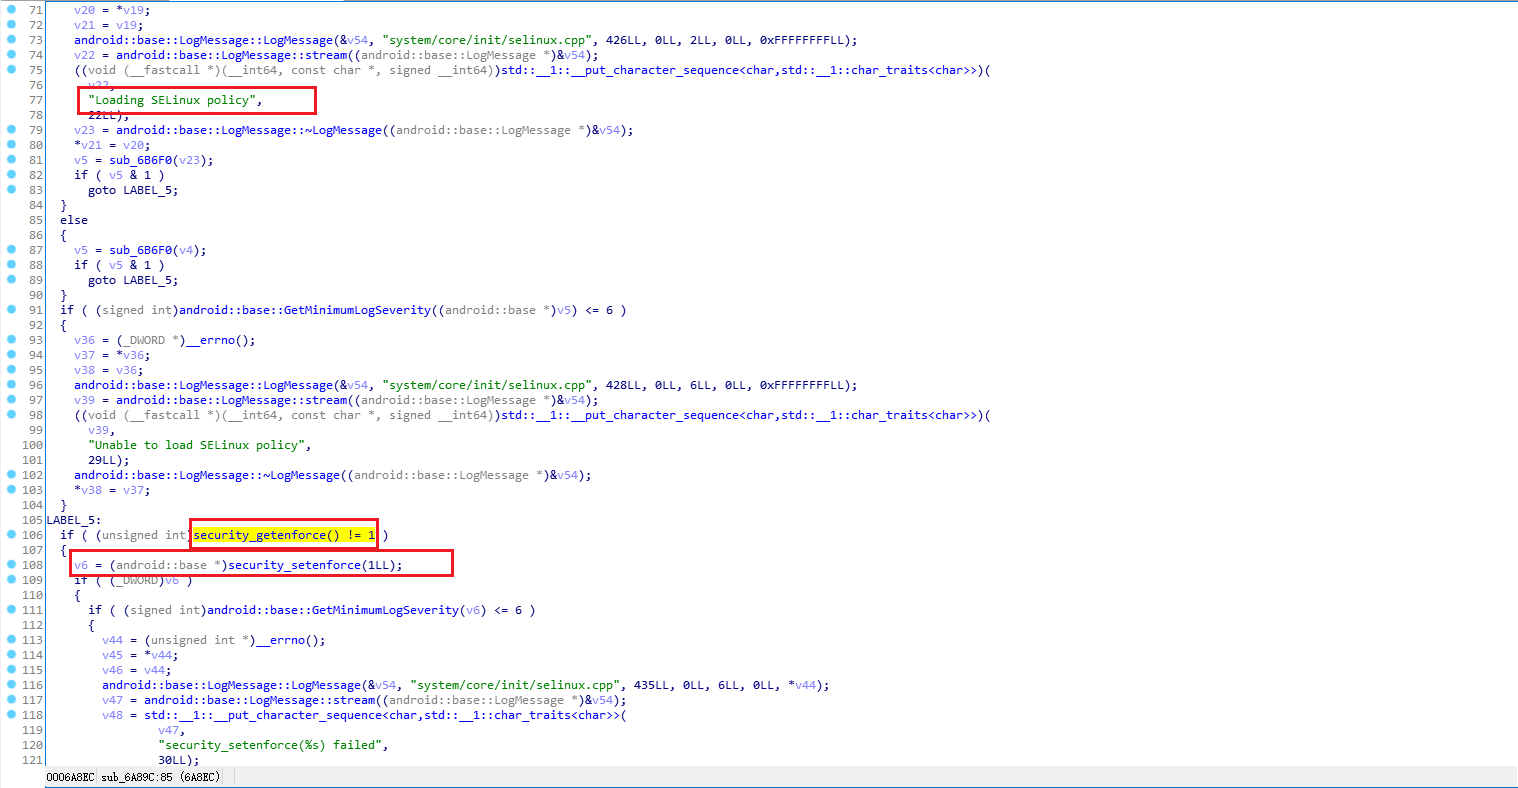 71 v20 = *v19;
72 v21 = v19;
73 android::base::LogMessage::LogMessage(&v54, "system/core/init/selinux.cpp", 426LL, 0LL, 2LL, 0LL, 0xFFFFFFFFLL);
74 v22 = android::base::LogMessage::stream((android::base::LogMessage *)&v54);
75 ((void (__fastcall *)(__int64, const char *, signed __int64))std::__1::__put_character_sequence<char,std::__1::char_traits<char>>)(
76 v22,
77 "Loading SELinux policy",
78 22LL);
79 v23 = android::base::LogMessage::~LogMessage((android::base::LogMessage *)&v54);
80 *v21 = v20;
81 v5 = sub_6B6F0(v23);
82 if ( v5 & 1 )
83 goto LABEL_5;
84 }
85 else
86 {
87 v5 = sub_6B6F0(v4);
88 if ( v5 & 1 )
89 goto LABEL_5;
90 }
91 if ( (signed int)android::base::GetMinimumLogSeverity((android::base *)v5) <= 6 )
92 {
93 v36 = (_DWORD *)__errno();
94 v37 = *v36;
95 v38 = v36;
96 android::base::LogMessage::LogMessage(&v54, "system/core/init/selinux.cpp", 428LL, 0LL, 6LL, 0LL, 0xFFFFFFFFLL);
97 v39 = android::base::LogMessage::stream((android::base::LogMessage *)&v54);
98 ((void (__fastcall *)(__int64, const char *, signed __int64))std::__1::__put_character_sequence<char,std::__1::char_traits<char>>)(
99 v39,
100 "Unable to load SELinux policy",
101 29LL);
102 android::base::LogMessage::~LogMessage((android::base::LogMessage *)&v54);
103 *v38 = v37;
104 }
105 LABEL_5:
106 if ( (unsigned int)security_getenforce() != 1 )
107 {
108 v6 = (android::base *)security_setenforce(1LL);
109 if ( (_DWORD)v6 )
110 {
111 if ( (signed int)android::base::GetMinimumLogSeverity(v6) <= 6 )
112 {
113 v44 = (unsigned int *)__errno();
114 v45 = *v44;
115 v46 = v44;
116 android::base::LogMessage::LogMessage(&v54, "system/core/init/selinux.cpp", 435LL, 0LL, 6LL, 0LL, *v44);
117 v47 = android::base::LogMessage::stream((android::base::LogMessage *)&v54);
118 v48 = std::__1::__put_character_sequence<char,std::__1::char_traits<char>>(
119 v47,
120 "security_setenforce(%s) failed",
121 30LL);
0006A8EC sub_6A89C:85 (6A8EC)